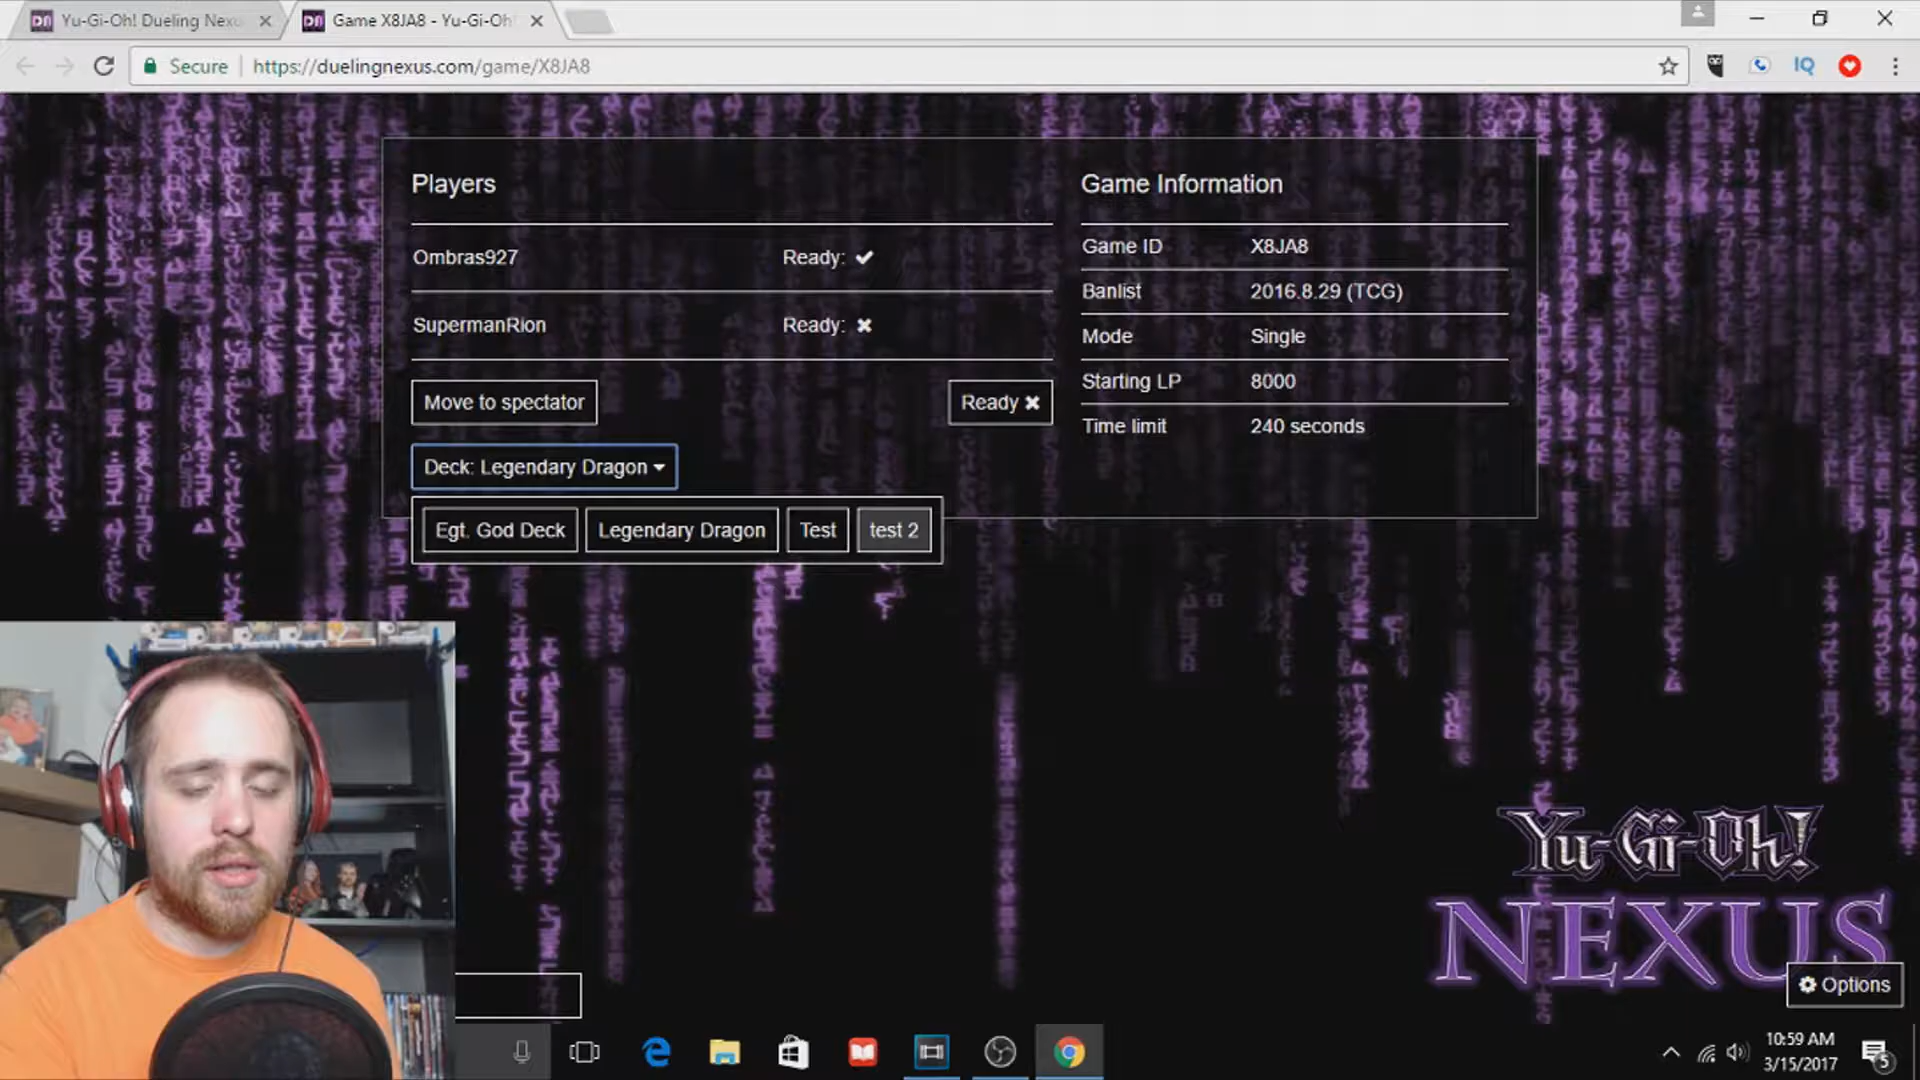 Yu-Gi-Oh! Dueling Nexu
Game X8JA8 - Yu-Gi-Oh!
Secure
https://duelingnexus.com/game/X8JA8
IQ
Players
Ombras927 Ready:
SupermanRion Ready:
Move to spectator
Ready
Deck: Legendary Dragon
Egt. God Deck Legendary Dragon Test test 2
Game Information
Game ID X8JA8
Banlist 2016.8.29 (TCG)
Mode Single
Starting LP 8000
Time limit 240 seconds
Yu-Gi-Oh!
NEXUS
Options
10:59 AM
3/15/2017
5